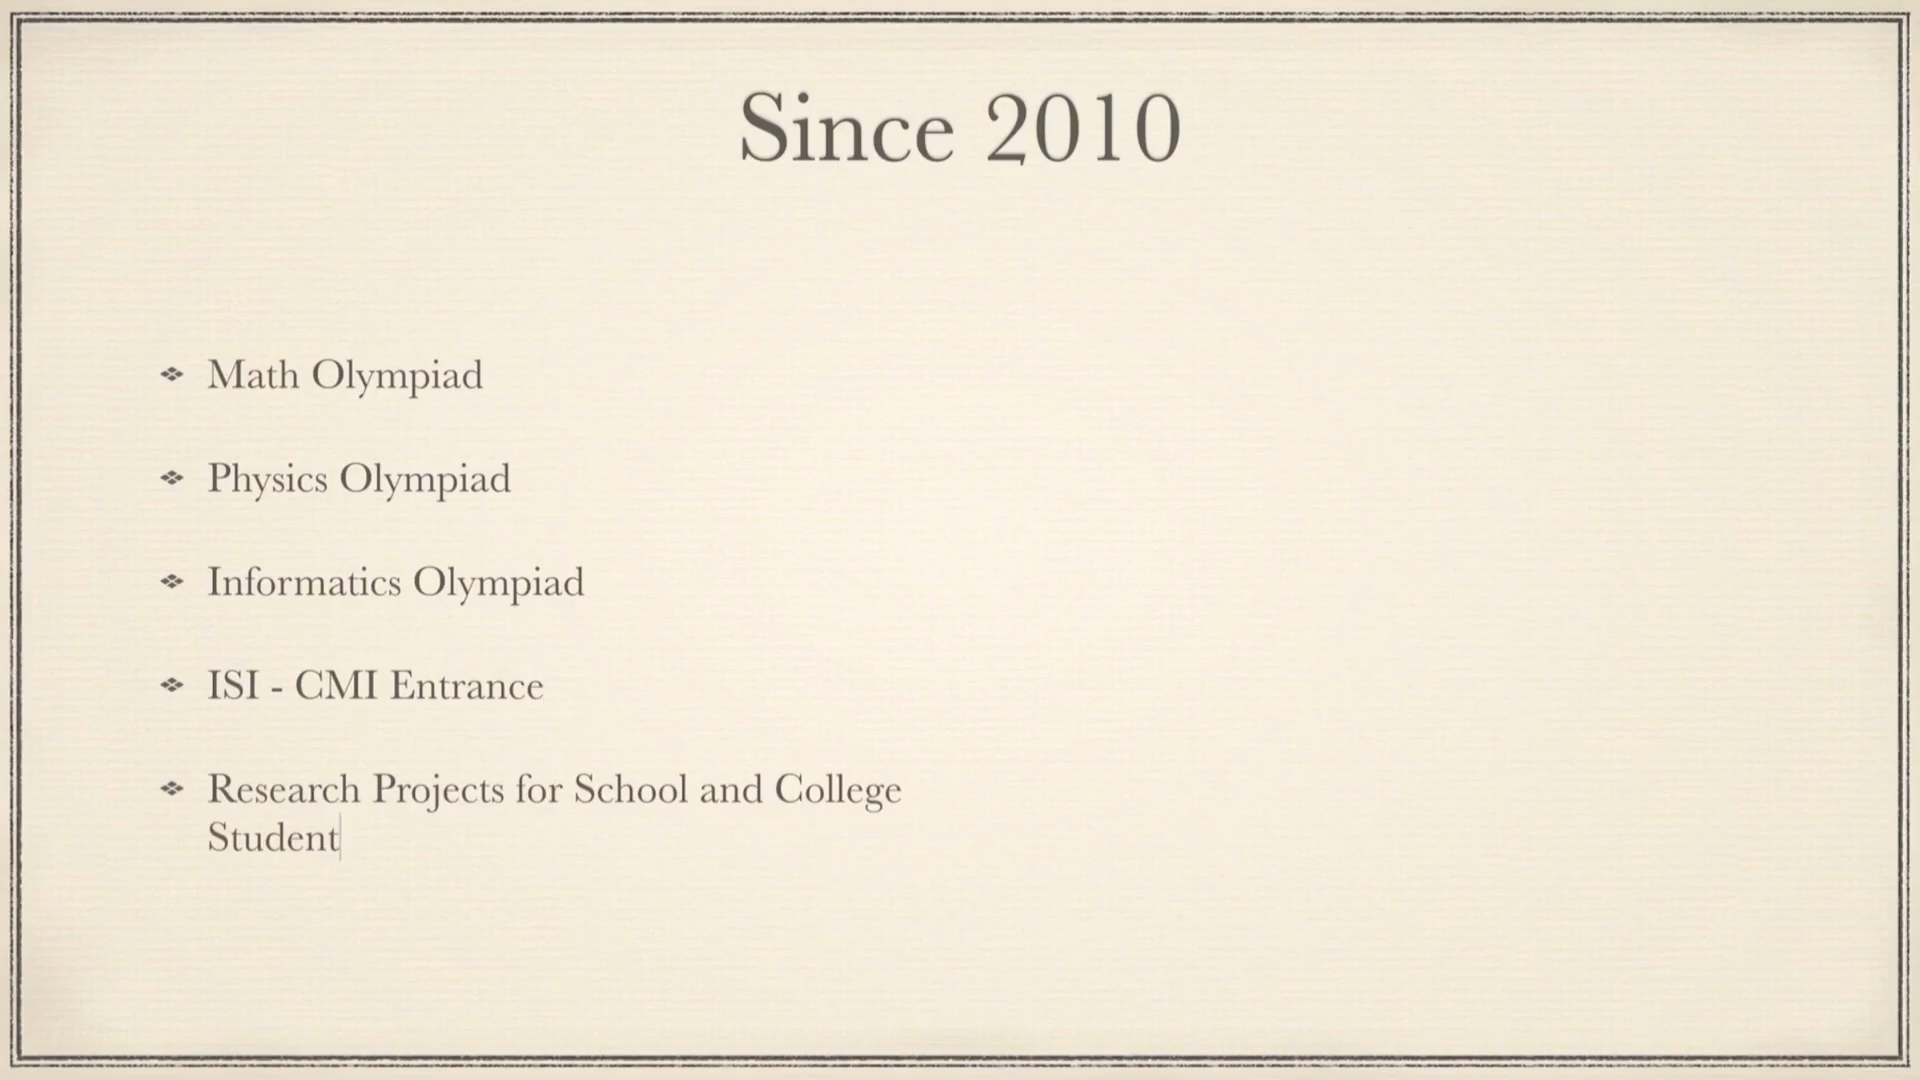 Since 2010
Math Olympiad
Physics Olympiad
Informatics Olympiad
ISI - CMI Entrance
Research Projects for School and College
Student